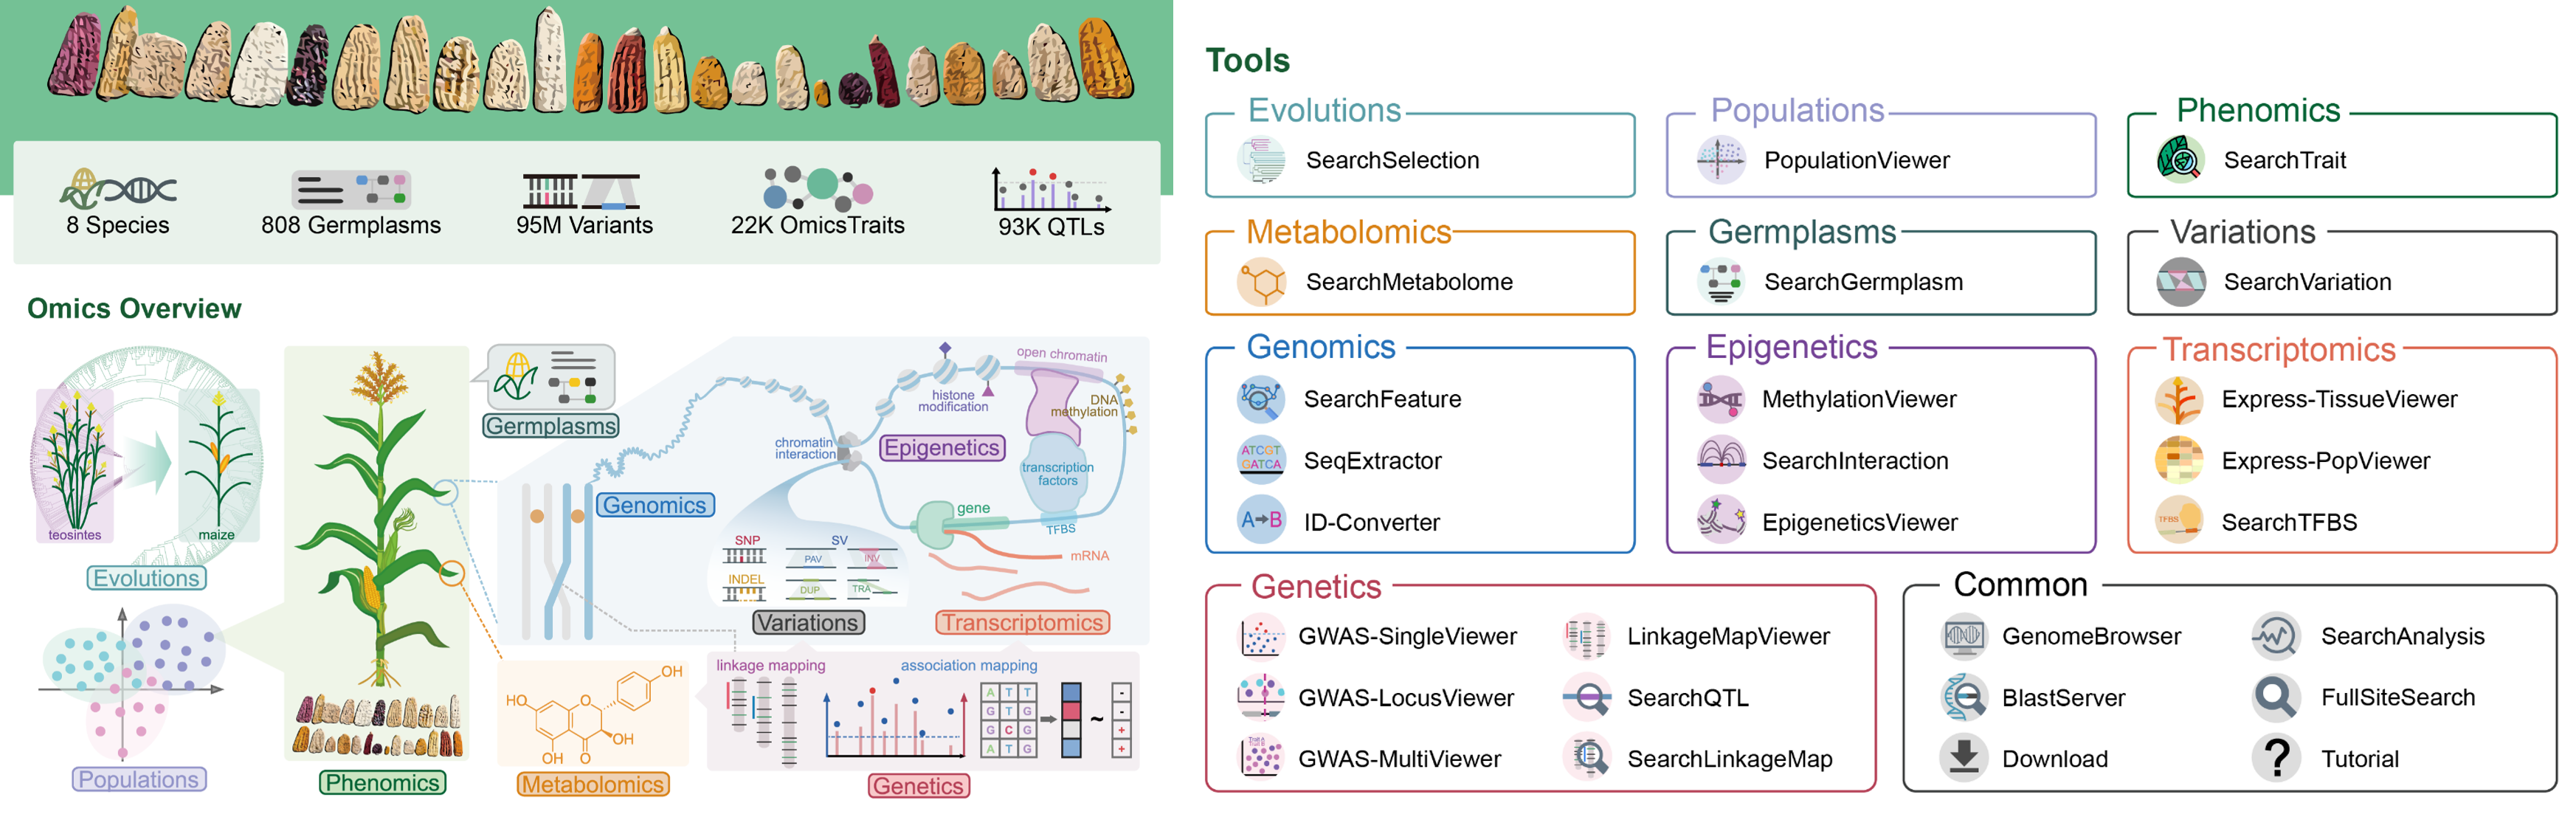 8 Species
808 Germplasms
95M Variants
22K OmicsTraits
93K QTLs
Omics Overview
teosintes
maize
Evolutions
Populations
Phenomics
Germplasms
Genomics
chromatin
interaction
histone
modification
Epigenetics
open chromatin
DNA
methylation
transcription
factors
TFBS
gene
mRNA
SNP
SV
PAV
INV
INDEL
DUP
TRA
Variations
Transcriptomics
HO
O
OH
OH
OH
O
Metabolomics
linkage mapping
association mapping
A T T
G T G
G C G
A T G
~
-
-
+
+
Genetics
Tools
Evolutions
SearchSelection
Populations
PopulationViewer
Phenomics
SearchTrait
Metabolomics
SearchMetabolome
Germplasms
SearchGermplasm
Variations
SearchVariation
Genomics
SearchFeature
ATCGT
GATCA
SeqExtractor
A→B
ID-Converter
Epigenetics
MethylationViewer
SearchInteraction
EpigeneticsViewer
Transcriptomics
Express-TissueViewer
Express-PopViewer
TFBS
SearchTFBS
Genetics
GWAS-SingleViewer
GWAS-LocusViewer
GWAS-MultiViewer
LinkageMapViewer
SearchQTL
SearchLinkageMap
Common
GenomeBrowser
BlastServer
Download
SearchAnalysis
FullSiteSearch
?
Tutorial